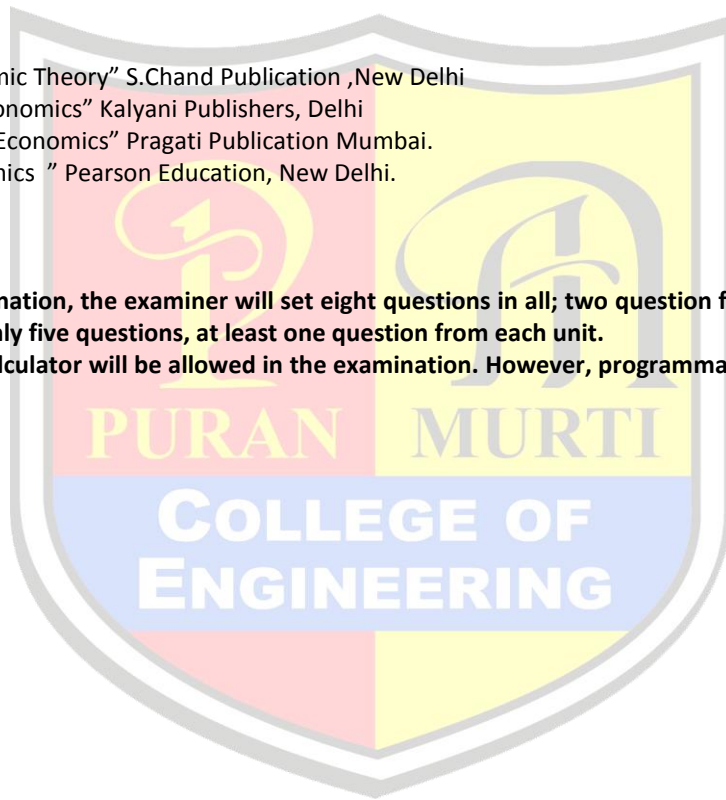 mic Theory” S.Chand Publication ,New Delhi
onomics” Kalyani Publishers, Delhi
Economics” Pragati Publication Mumbai.
nics ” Pearson Education, New Delhi.
nation, the examiner will set eight questions in all; two question f
nly five questions, at least one question from each unit.
lculator will be allowed in the examination. However, programma
PURAN MURTI
COLLEGE OF
ENGINEERING